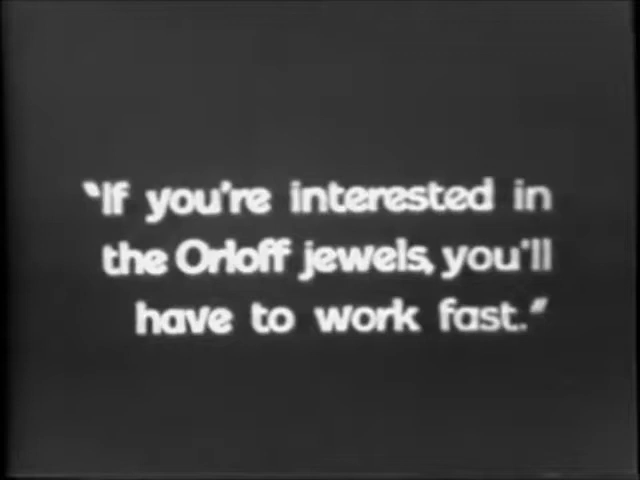 "If you're interested in
the Orloff jewels, you'll
have to work fast."